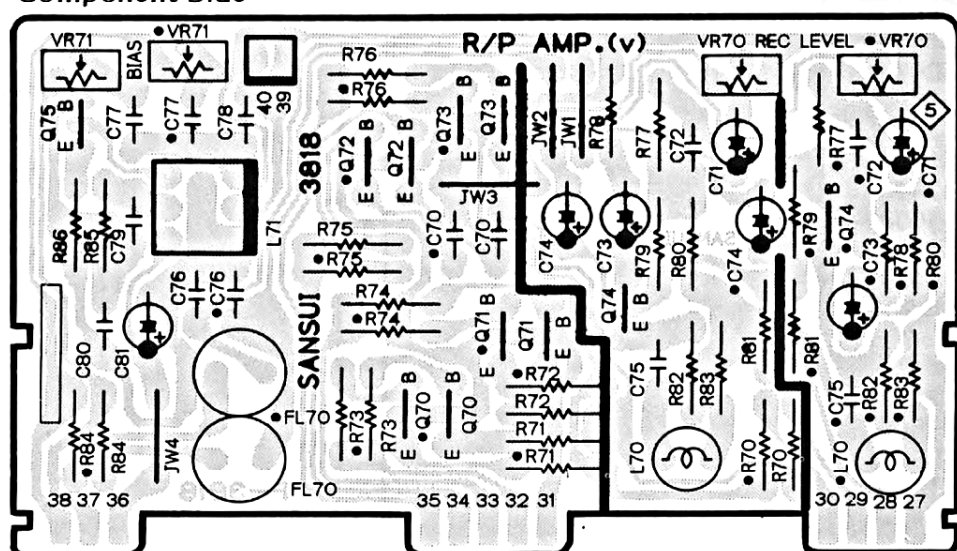 Component Side
VR71
•VR71
BIAS
R76
•R76
40
39
R/P AMP.(v)
VR70 REC LEVEL
•VR70
5
Q75
B
E
C77
•C77
C78
3818
•Q72
B
E
Q72
B
E
•Q73
B
E
Q73
B
E
JW2
JW1
R78
R77
C72
C71
•R77
•C72
•C71
R86
R85
C79
L71
JW3
R75
•R75
•C70
C70
C74
C73
R79
R80
•C74
•R79
B
E
•Q74
•C73
•R78
•R80
C76
•C76
R74
•R74
SANSUI
•Q71
B
E
Q71
B
E
Q74
B
E
C80
C81
C75
R82
R83
R81
•R81
•C75
•R82
•R83
•R72
R72
R71
•R71
•R84
R84
JW4
•FL70
FL70
•R73
R73
•Q70
B
E
Q70
B
E
L70
•R70
R70
•L70
38 37 36
35 34 33 32 31
30 29 28 27